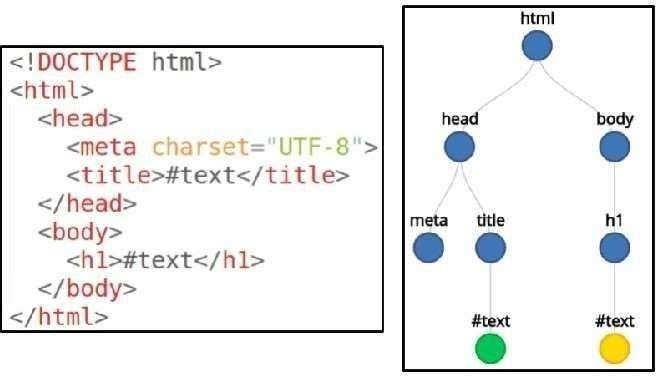 <!DOCTYPE html>
<html>
  <head>
    <meta charset="UTF-8">
    <title>#text</title>
  </head>
  <body>
    <h1>#text</h1>
  </body>
</html>
html
head body
meta title h1
#text #text